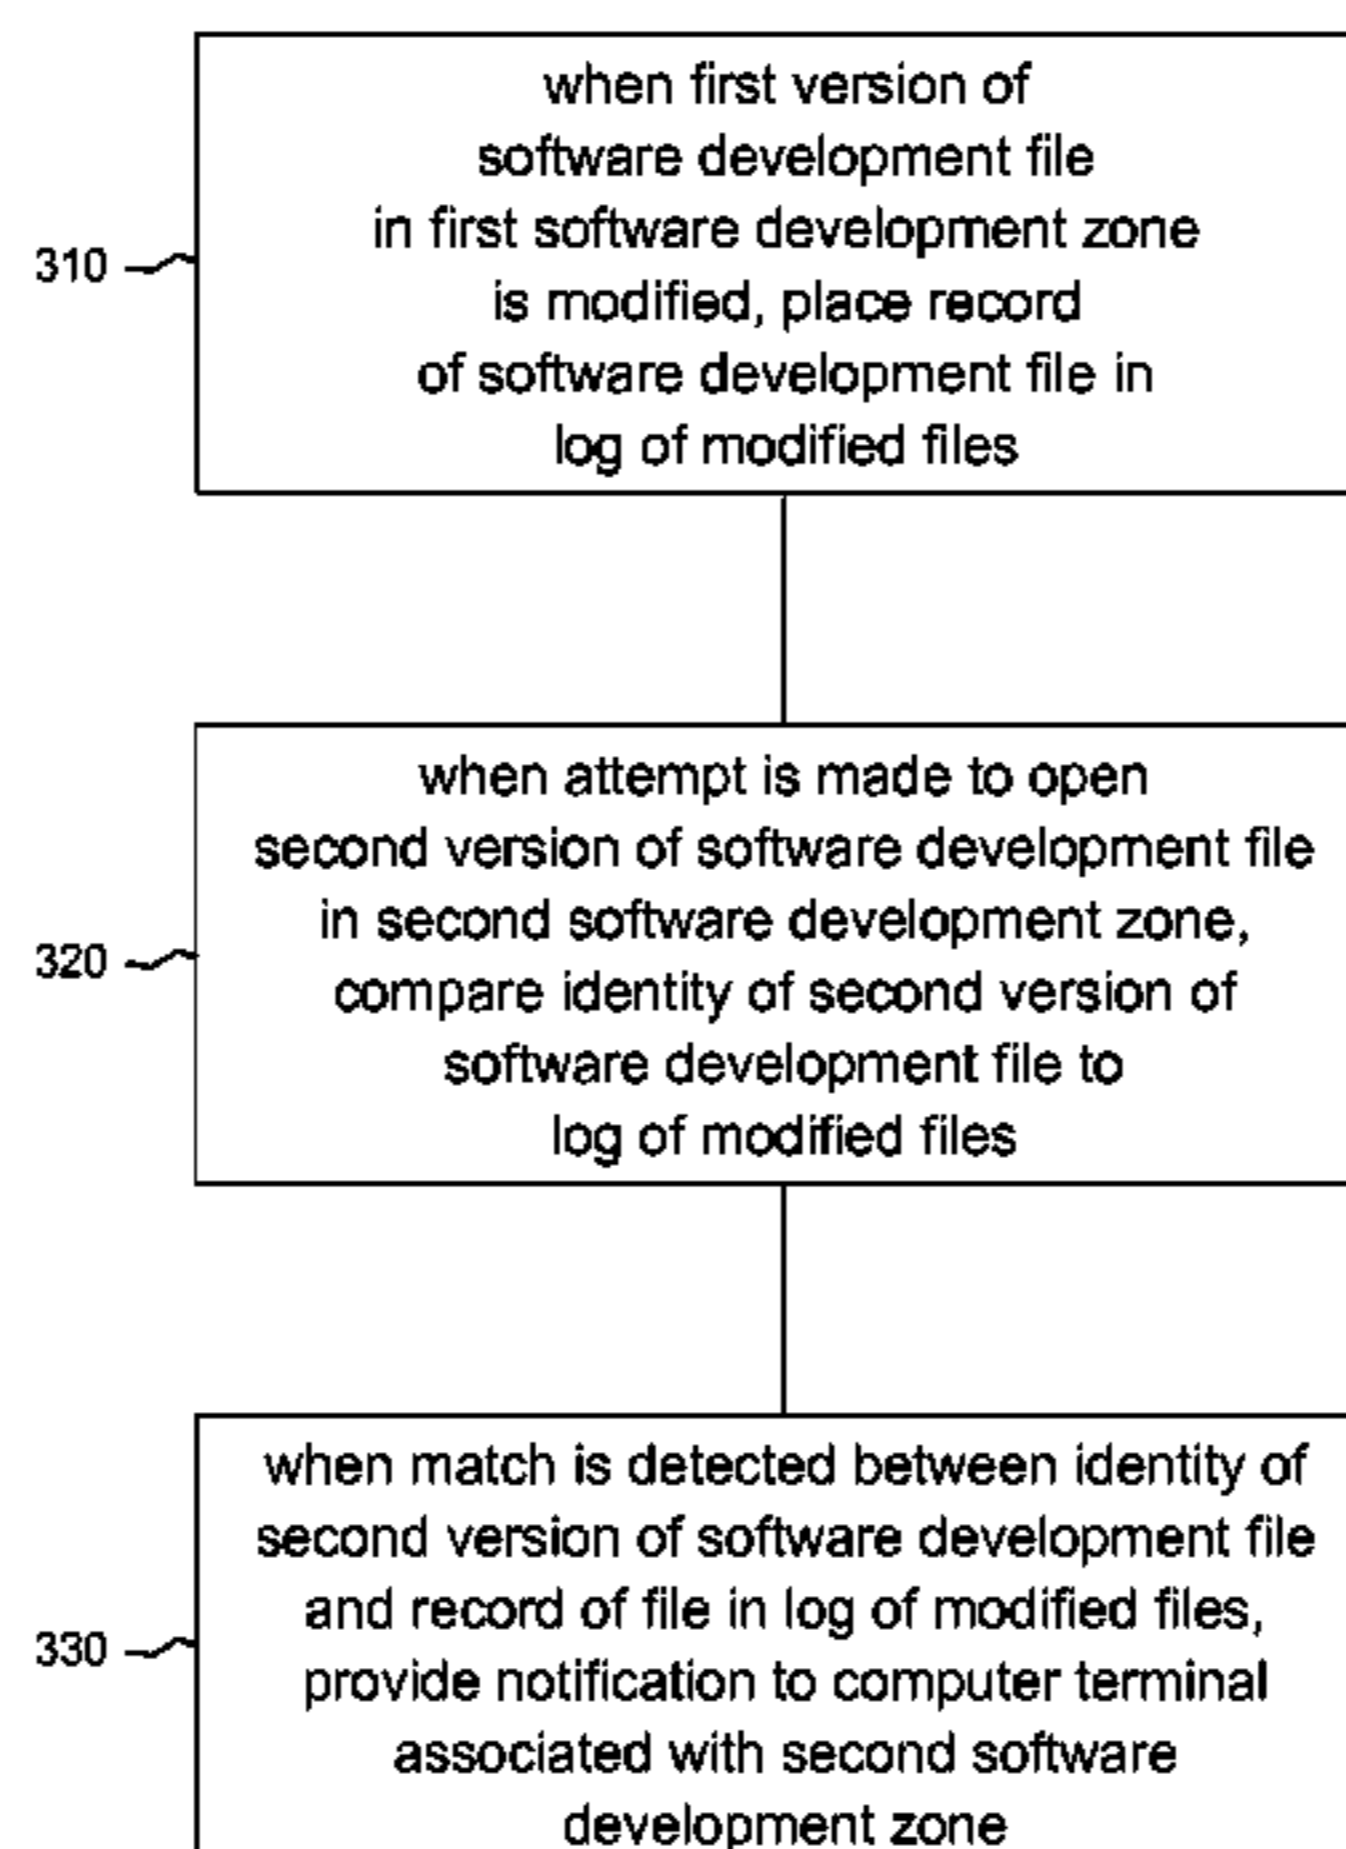 when first version of
software development file
in first software development zone
310
is modified, place record
of software development file in
log of modified files
when attempt is made to open
second version of software development file
in second software development zone,
320
compare identity of second version of
software development file to
log of modified files
when match is detected between identity of
second version of software development file
and record of file in log of modified files,
330
provide notification to computer terminal
associated with second software
development zone